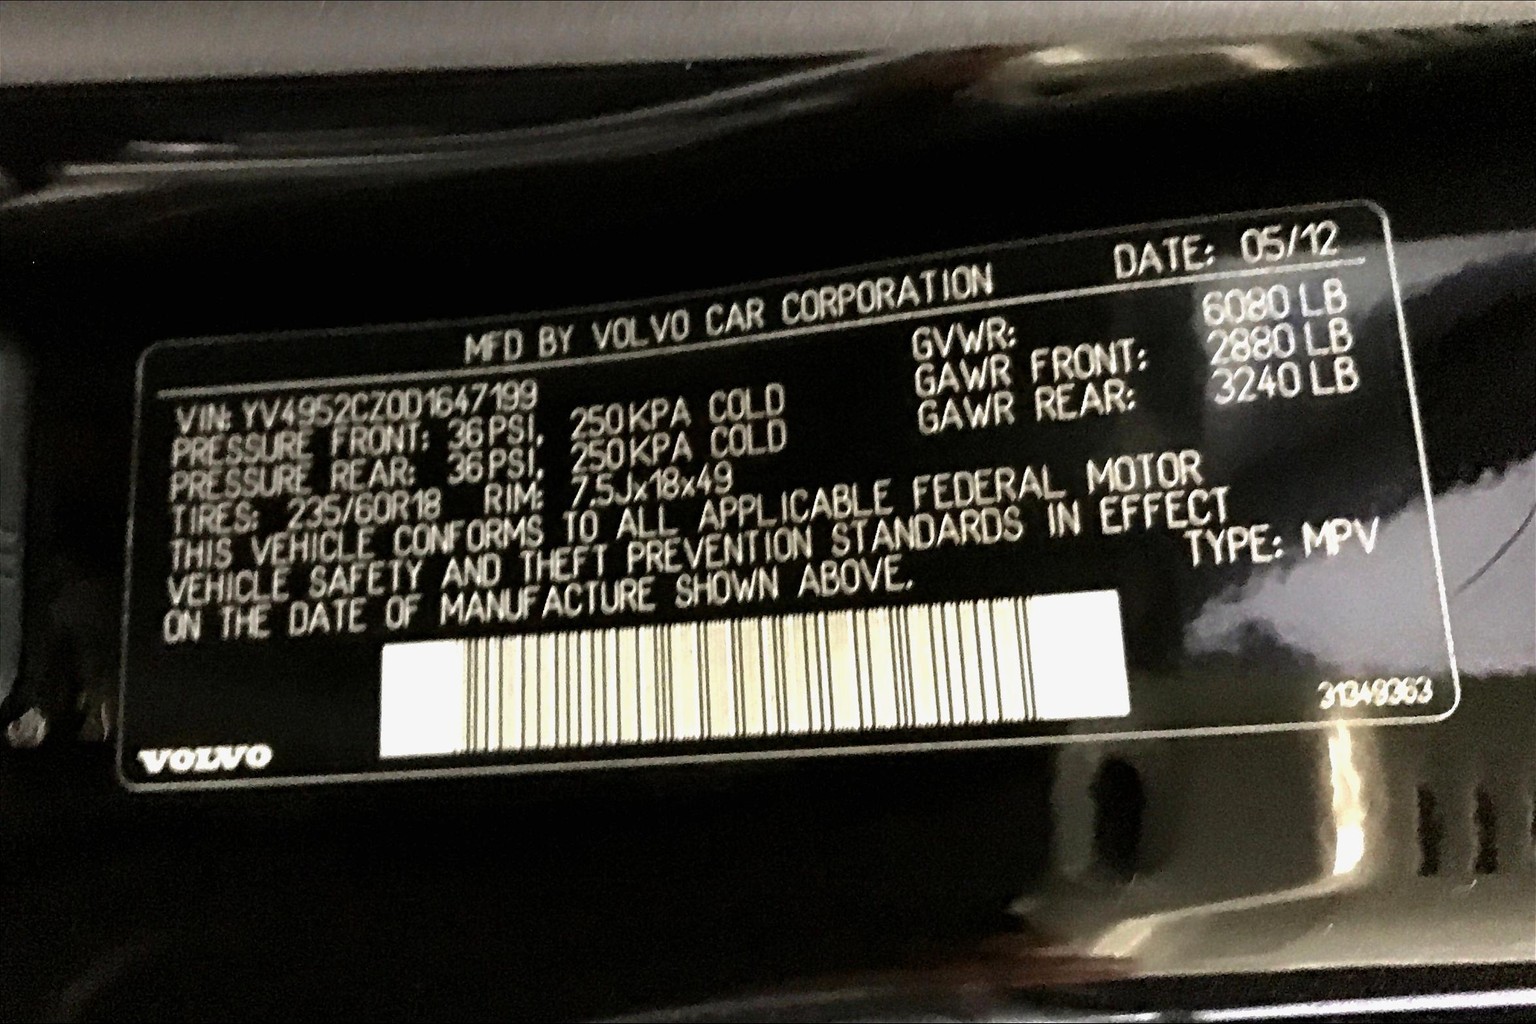 MFD BY VOLVO CAR CORPORATION DATE: 05/12
VIN: YV4952CZ0D1647199 GVWR: 6080 LB
PRESSURE FRONT: 36 PSI, 250 KPA COLD GAWR FRONT: 2880 LB
PRESSURE REAR: 36 PSI, 250 KPA COLD GAWR REAR: 3240 LB
TIRES: 235/60R18 RIM: 7.5Jx18x49
THIS VEHICLE CONFORMS TO ALL APPLICABLE FEDERAL MOTOR
VEHICLE SAFETY AND THEFT PREVENTION STANDARDS IN EFFECT
ON THE DATE OF MANUFACTURE SHOWN ABOVE. TYPE: MPV
31349363
VOLVO